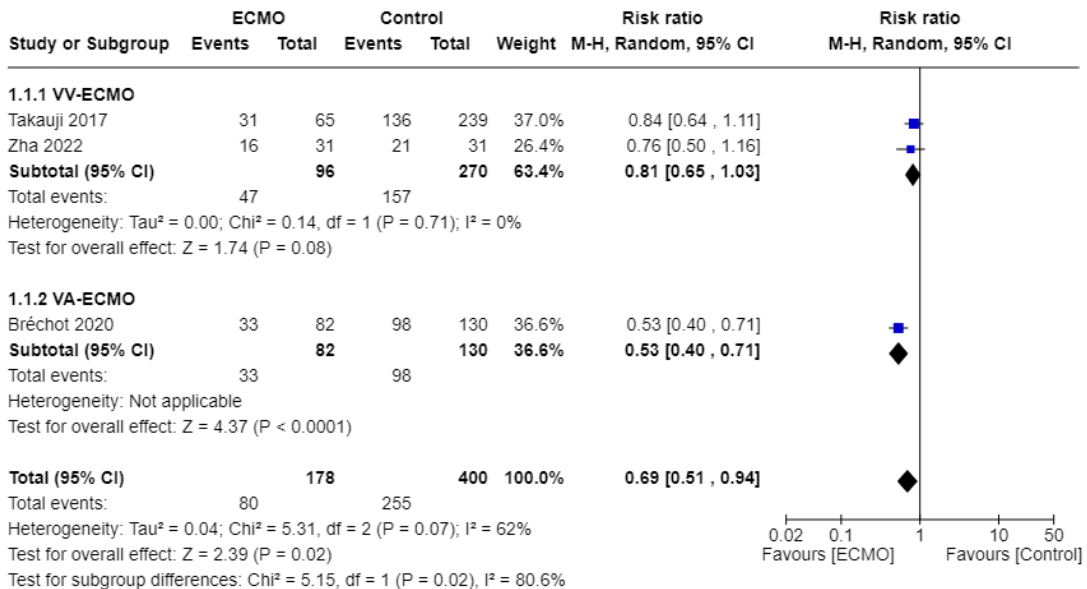 ECMO Control Risk ratio Risk ratio
Study or Subgroup Events Total Events Total Weight M-H, Random, 95% CI M-H, Random, 95% CI
1.1.1 VV-ECMO
Takauji 2017 31 65 136 239 37.0% 0.84 [0.64 , 1.11]
Zha 2022 16 31 21 31 26.4% 0.76 [0.50 , 1.16]
Subtotal (95% CI) 96 270 63.4% 0.81 [0.65 , 1.03]
Total events: 47 157
Heterogeneity: Tau² = 0.00; Chi² = 0.14, df = 1 (P = 0.71); I² = 0%
Test for overall effect: Z = 1.74 (P = 0.08)
1.1.2 VA-ECMO
Bréchot 2020 33 82 98 130 36.6% 0.53 [0.40 , 0.71]
Subtotal (95% CI) 82 130 36.6% 0.53 [0.40 , 0.71]
Total events: 33 98
Heterogeneity: Not applicable
Test for overall effect: Z = 4.37 (P < 0.0001)
Total (95% CI) 178 400 100.0% 0.69 [0.51 , 0.94]
Total events: 80 255
Heterogeneity: Tau² = 0.04; Chi² = 5.31, df = 2 (P = 0.07); I² = 62%
Test for overall effect: Z = 2.39 (P = 0.02)
Test for subgroup differences: Chi² = 5.15, df = 1 (P = 0.02), I² = 80.6%
0.02 0.1 1 10 50
Favours [ECMO] Favours [Control]